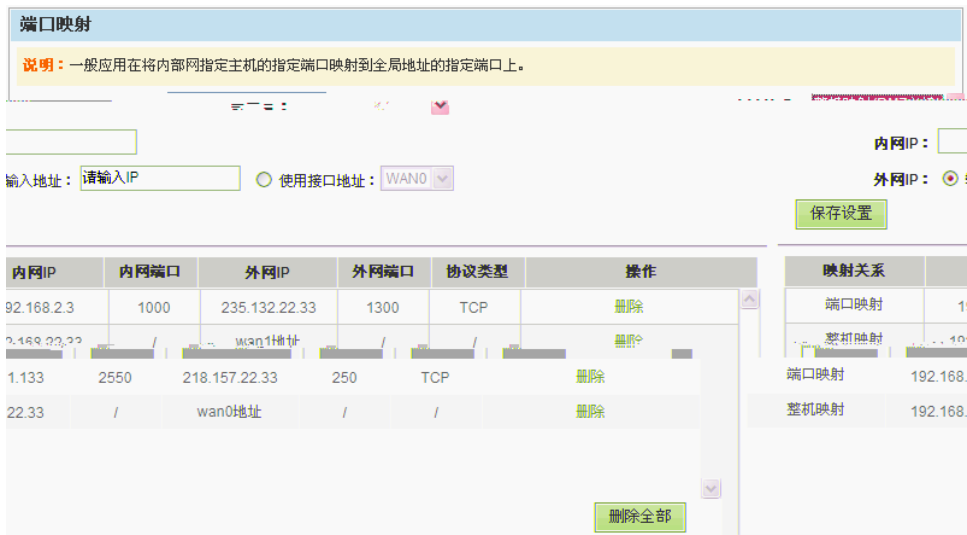 端口映射
说明：一般应用在将内部网指定主机的指定端口映射到全局地址的指定端口上。
内网IP：
输入地址： 请输入IP 使用接口地址： WAN0 外网IP：
保存设置
内网IP 内网端口 外网IP 外网端口 协议类型 操作 映射关系
92.168.2.3 1000 235.132.22.33 1300 TCP 删除 端口映射 1
/ wan1地址 / / 删除 整机映射
1.133 2550 218.157.22.33 250 TCP 删除 端口映射 192.168.
22.33 / wan0地址 / / 删除 整机映射 192.168.
删除全部